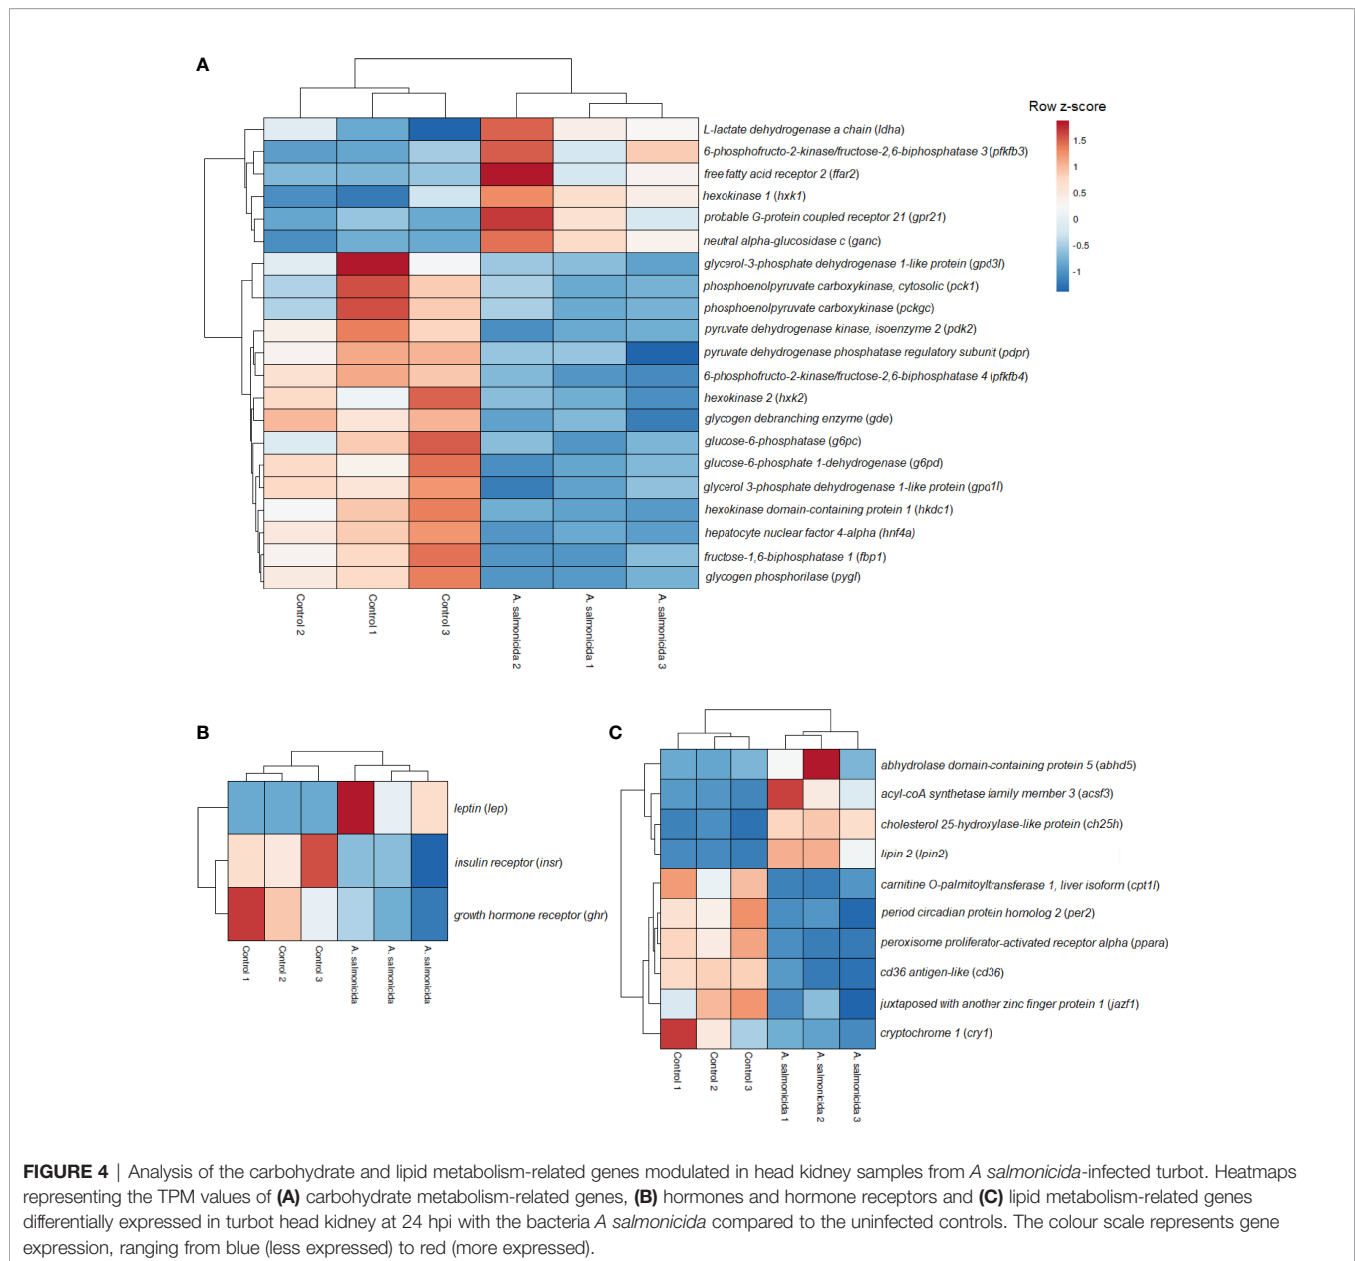 A
Row z-score
1.5
1
0.5
0
-0.5
-1
L-lactate dehydrogenase a chain (ldha)
6-phosphofructo-2-kinase/fructose-2,6-biphosphatase 3 (pfkfb3)
free fatty acid receptor 2 (ffar2)
hexokinase 1 (hxk1)
probable G-protein coupled receptor 21 (gpr21)
neutral alpha-glucosidase c (ganc)
glycerol-3-phosphate dehydrogenase 1-like protein (gpd3l)
phosphoenolpyruvate carboxykinase, cytosolic (pck1)
phosphoenolpyruvate carboxykinase (pckgc)
pyruvate dehydrogenase kinase, isoenzyme 2 (pdk2)
pyruvate dehydrogenase phosphatase regulatory subunit (pdpr)
6-phosphofructo-2-kinase/fructose-2,6-biphosphatase 4 (pfkfb4)
hexokinase 2 (hxk2)
glycogen debranching enzyme (gde)
glucose-6-phosphatase (g6pc)
glucose-6-phosphate 1-dehydrogenase (g6pd)
glycerol 3-phosphate dehydrogenase 1-like protein (gpd1l)
hexokinase domain-containing protein 1 (hkdc1)
hepatocyte nuclear factor 4-alpha (hnf4a)
fructose-1,6-biphosphatase 1 (fbp1)
glycogen phosphorilase (pygl)
Control 2
Control 1
Control 3
A. salmonicida 2
A. salmonicida 1
A. salmonicida 3
B
leptin (lep)
insulin receptor (insr)
growth hormone receptor (ghr)
Control 1
Control 2
Control 3
A. salmonicida
A. salmonicida
A. salmonicida
C
abhydrolase domain-containing protein 5 (abhd5)
acyl-coA synthetase family member 3 (acsf3)
cholesterol 25-hydroxylase-like protein (ch25h)
lipin 2 (lpin2)
carnitine O-palmitoyltransferase 1, liver isoform (cpt1l)
period circadian protein homolog 2 (per2)
peroxisome proliferator-activated receptor alpha (ppara)
cd36 antigen-like (cd36)
juxtaposed with another zinc finger protein 1 (jazf1)
cryptochrome 1 (cry1)
Control 1
Control 2
Control 3
A. salmonicida 1
A. salmonicida 2
A. salmonicida 3
FIGURE 4 | Analysis of the carbohydrate and lipid metabolism-related genes modulated in head kidney samples from A salmonicida-infected turbot. Heatmaps
representing the TPM values of (A) carbohydrate metabolism-related genes, (B) hormones and hormone receptors and (C) lipid metabolism-related genes
differentially expressed in turbot head kidney at 24 hpi with the bacteria A salmonicida compared to the uninfected controls. The colour scale represents gene
expression, ranging from blue (less expressed) to red (more expressed).